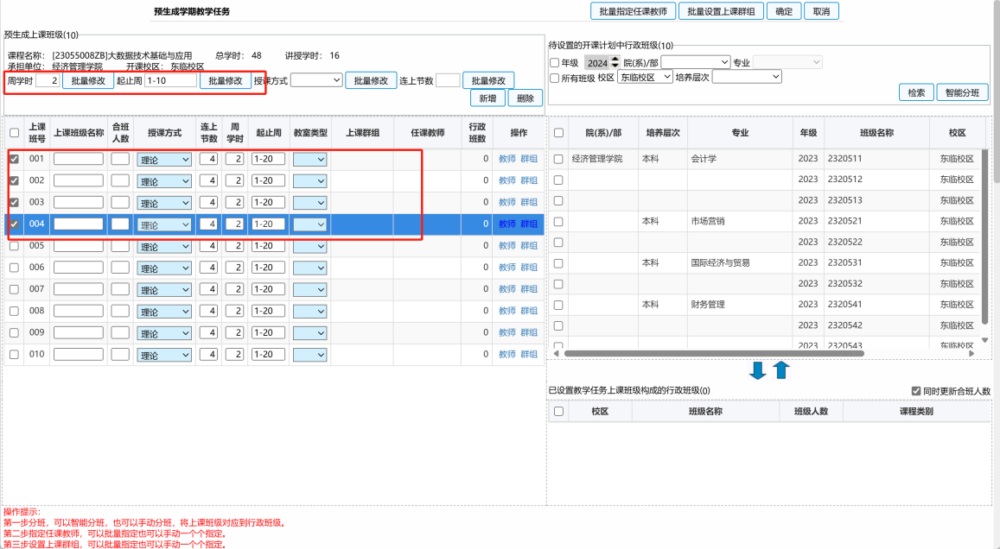 预生成学期教学任务
批量指定任课教师 批量设置上课群组 确定 取消
预生成上课班级(10)
课程名称: [23055008ZB]大数据技术基础与应用 总学时: 48 讲授学时: 16
承担单位: 经济管理学院 开课校区: 东临校区
周学时 2 批量修改 起止周 1-10 批量修改 授课方式 批量修改 连上节数 批量修改
新增 删除
待设置的开课计划中行政班级(10)
年级 2024 院(系)/部 专业
所有班级 校区 东临校区 培养层次
检索 智能分班
上课班号 上课班级名称 合班人数 授课方式 连上节数 周学时 起止周 教室类型 上课群组 任课教师 行政班数 操作
001 理论 4 2 1-20 0 教师 群组
002 理论 4 2 1-20 0 教师 群组
003 理论 4 2 1-20 0 教师 群组
004 理论 4 2 1-20 0 教师 群组
005 理论 4 2 1-20 0 教师 群组
006 理论 4 2 1-20 0 教师 群组
007 理论 4 2 1-20 0 教师 群组
008 理论 4 2 1-20 0 教师 群组
009 理论 4 2 1-20 0 教师 群组
010 理论 4 2 1-20 0 教师 群组
院(系)/部 培养层次 专业 年级 班级名称 校区
经济管理学院 本科 会计学 2023 2320511 东临校区
2023 2320512 东临校区
2023 2320513 东临校区
本科 市场营销 2023 2320521 东临校区
2023 2320522 东临校区
本科 国际经济与贸易 2023 2320531 东临校区
2023 2320532 东临校区
本科 财务管理 2023 2320541 东临校区
2023 2320542 东临校区
2023 2320543 东临校区
已设置教学任务上课班级构成的行政班级(0) 同时更新合班人数
校区 班级名称 班级人数 课程类别
操作提示:
第一步分班，可以智能分班，也可以手动分班，将上课班级对应到行政班级。
第二步指定任课教师，可以批量指定也可以手动一个个指定。
第三步设置上课群组，可以批量指定也可以手动一个个指定。